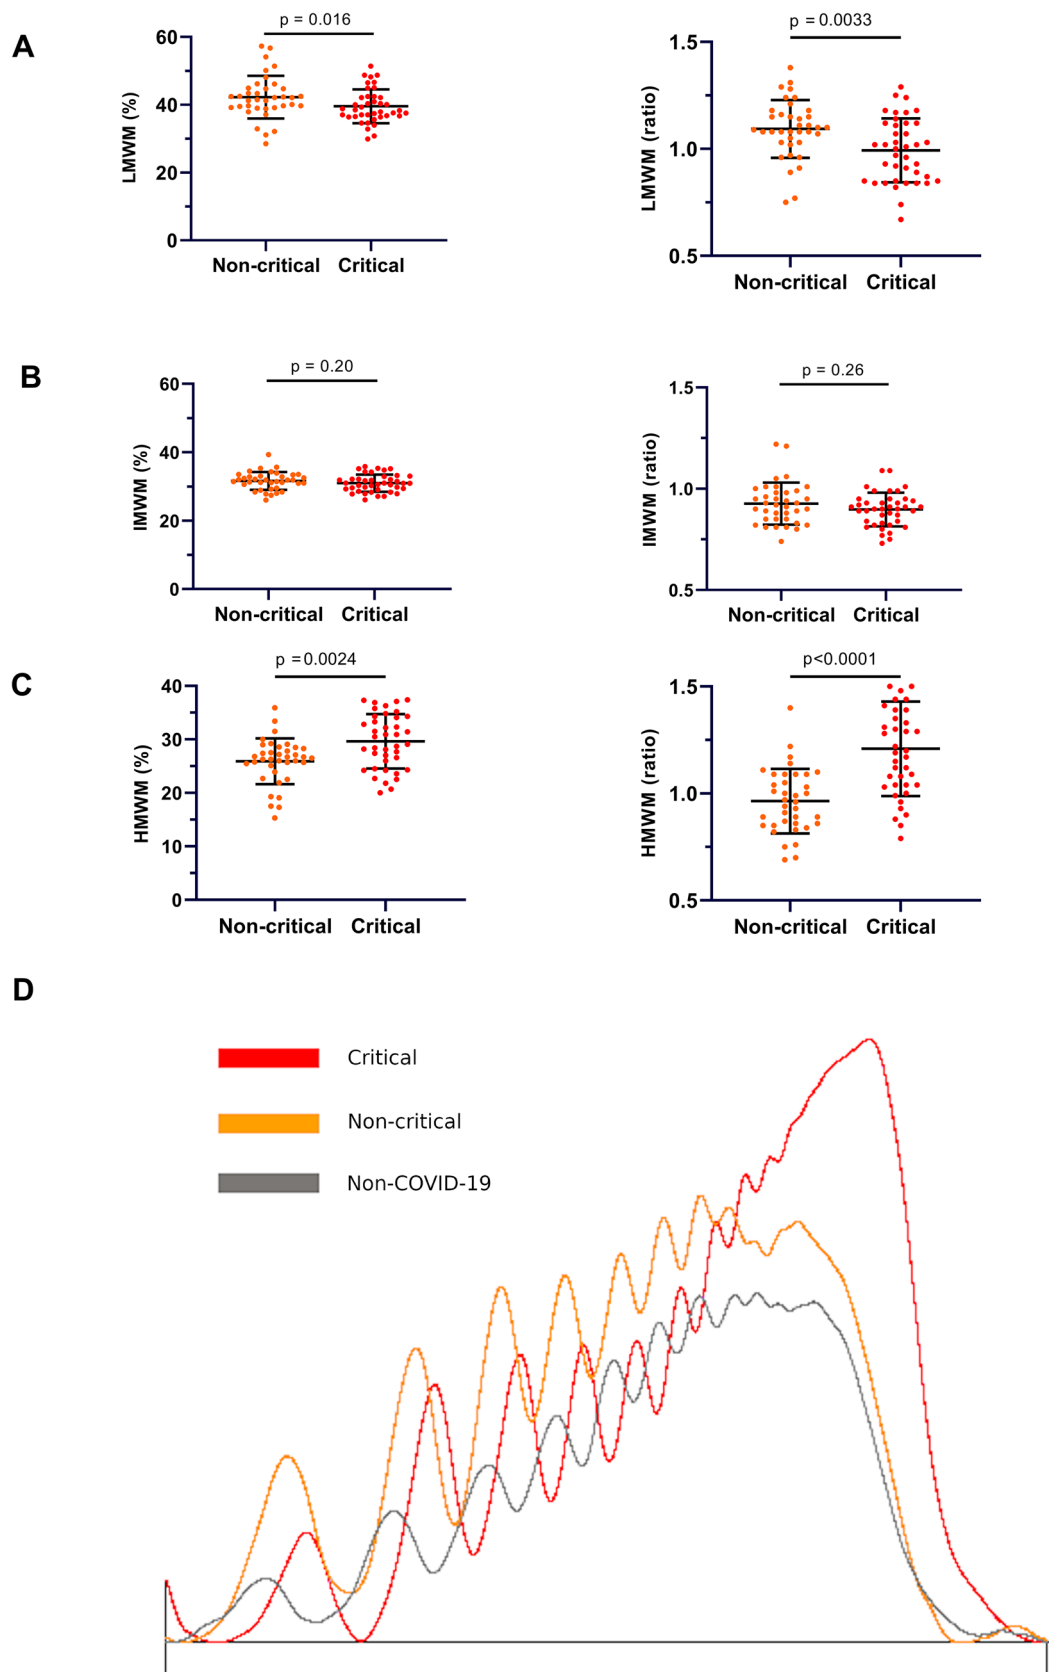 A
p = 0.016
60
40
20
0
LMWM (%)
Non-critical Critical
p = 0.0033
1.5
1.0
0.5
LMWM (ratio)
Non-critical Critical
B
p = 0.20
60
40
20
0
IMWM (%)
Non-critical Critical
p = 0.26
1.5
1.0
0.5
IMWM (ratio)
Non-critical Critical
C
p =0.0024
40
30
20
10
0
HMWM (%)
Non-critical Critical
p<0.0001
1.5
1.0
0.5
HMWM (ratio)
Non-critical Critical
D
Critical
Non-critical
Non-COVID-19